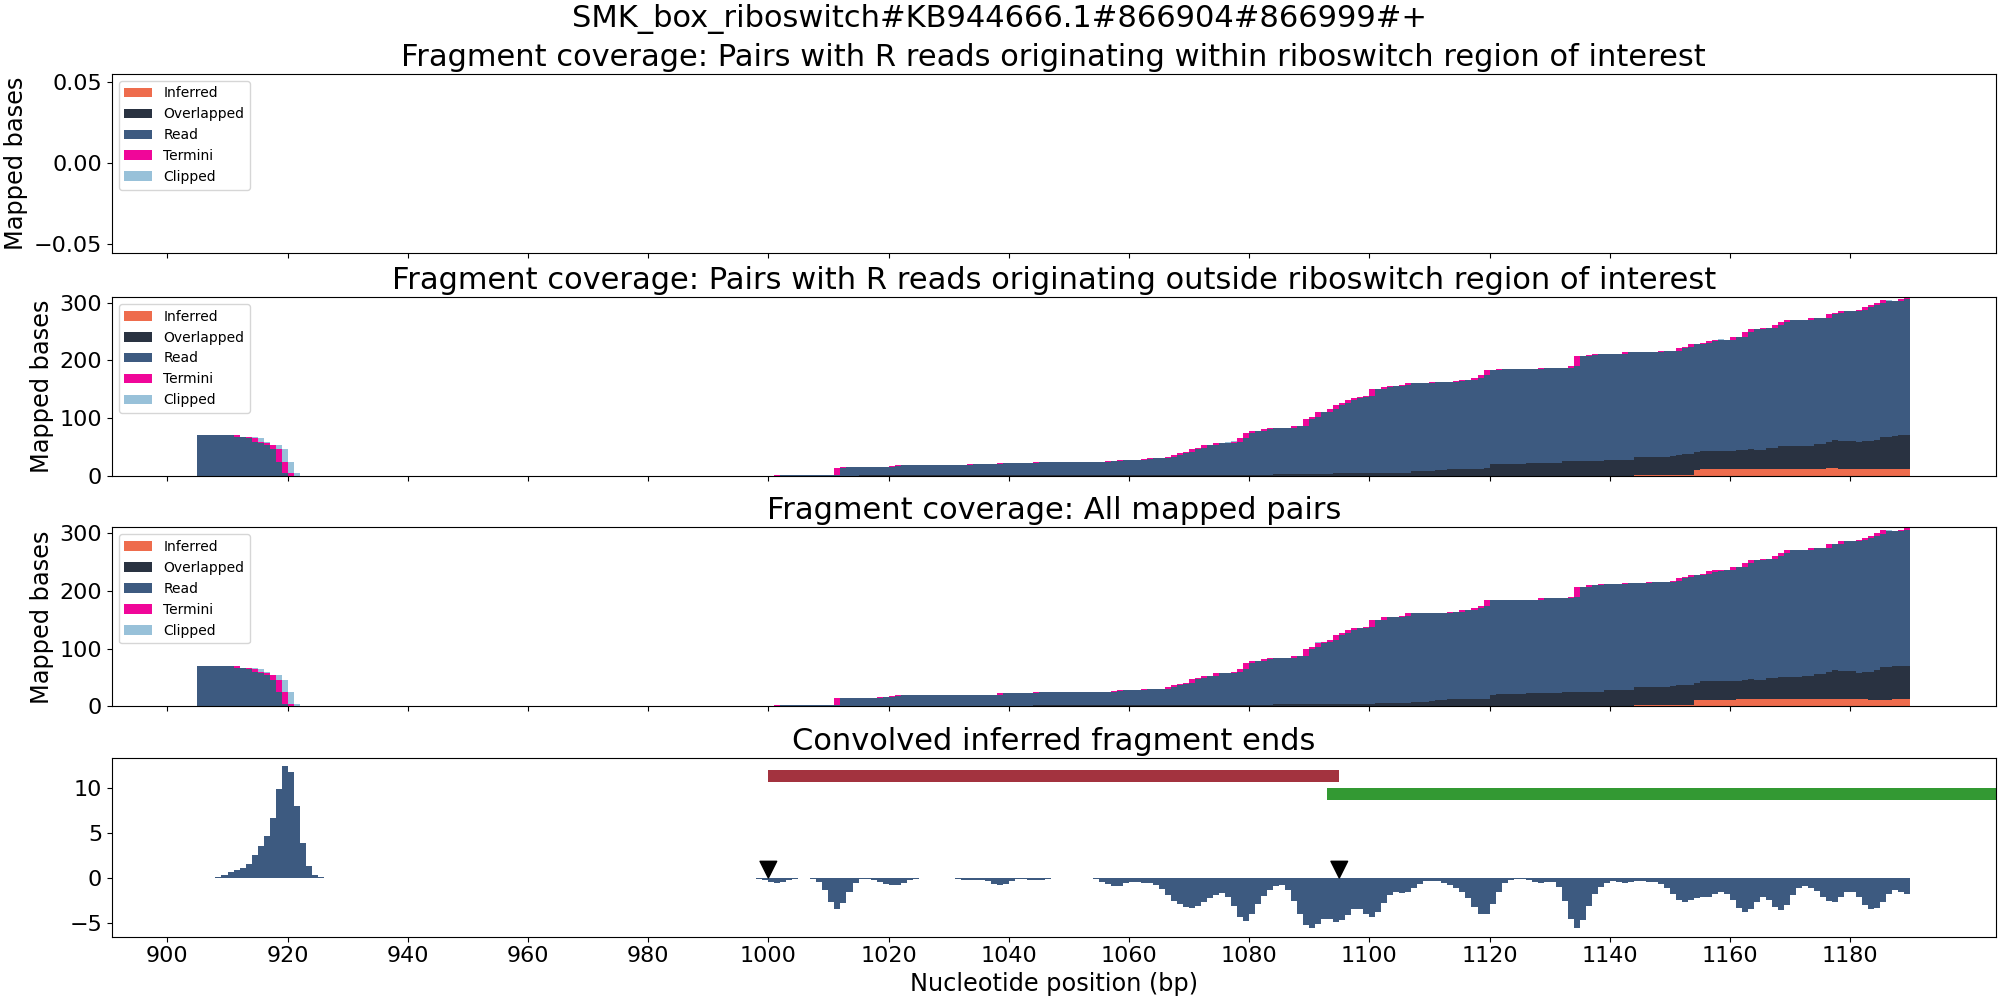 SMK_box_riboswitch#KB944666.1#866904#866999#+
Fragment coverage: Pairs with R reads originating within riboswitch region of interest
Mapped bases
0.05
0.00
−0.05
Inferred
Overlapped
Read
Termini
Clipped
Fragment coverage: Pairs with R reads originating outside riboswitch region of interest
Mapped bases
300
200
100
0
Inferred
Overlapped
Read
Termini
Clipped
Fragment coverage: All mapped pairs
Mapped bases
300
200
100
0
Inferred
Overlapped
Read
Termini
Clipped
Convolved inferred fragment ends
10
5
0
−5
900 920 940 960 980 1000 1020 1040 1060 1080 1100 1120 1140 1160 1180
Nucleotide position (bp)